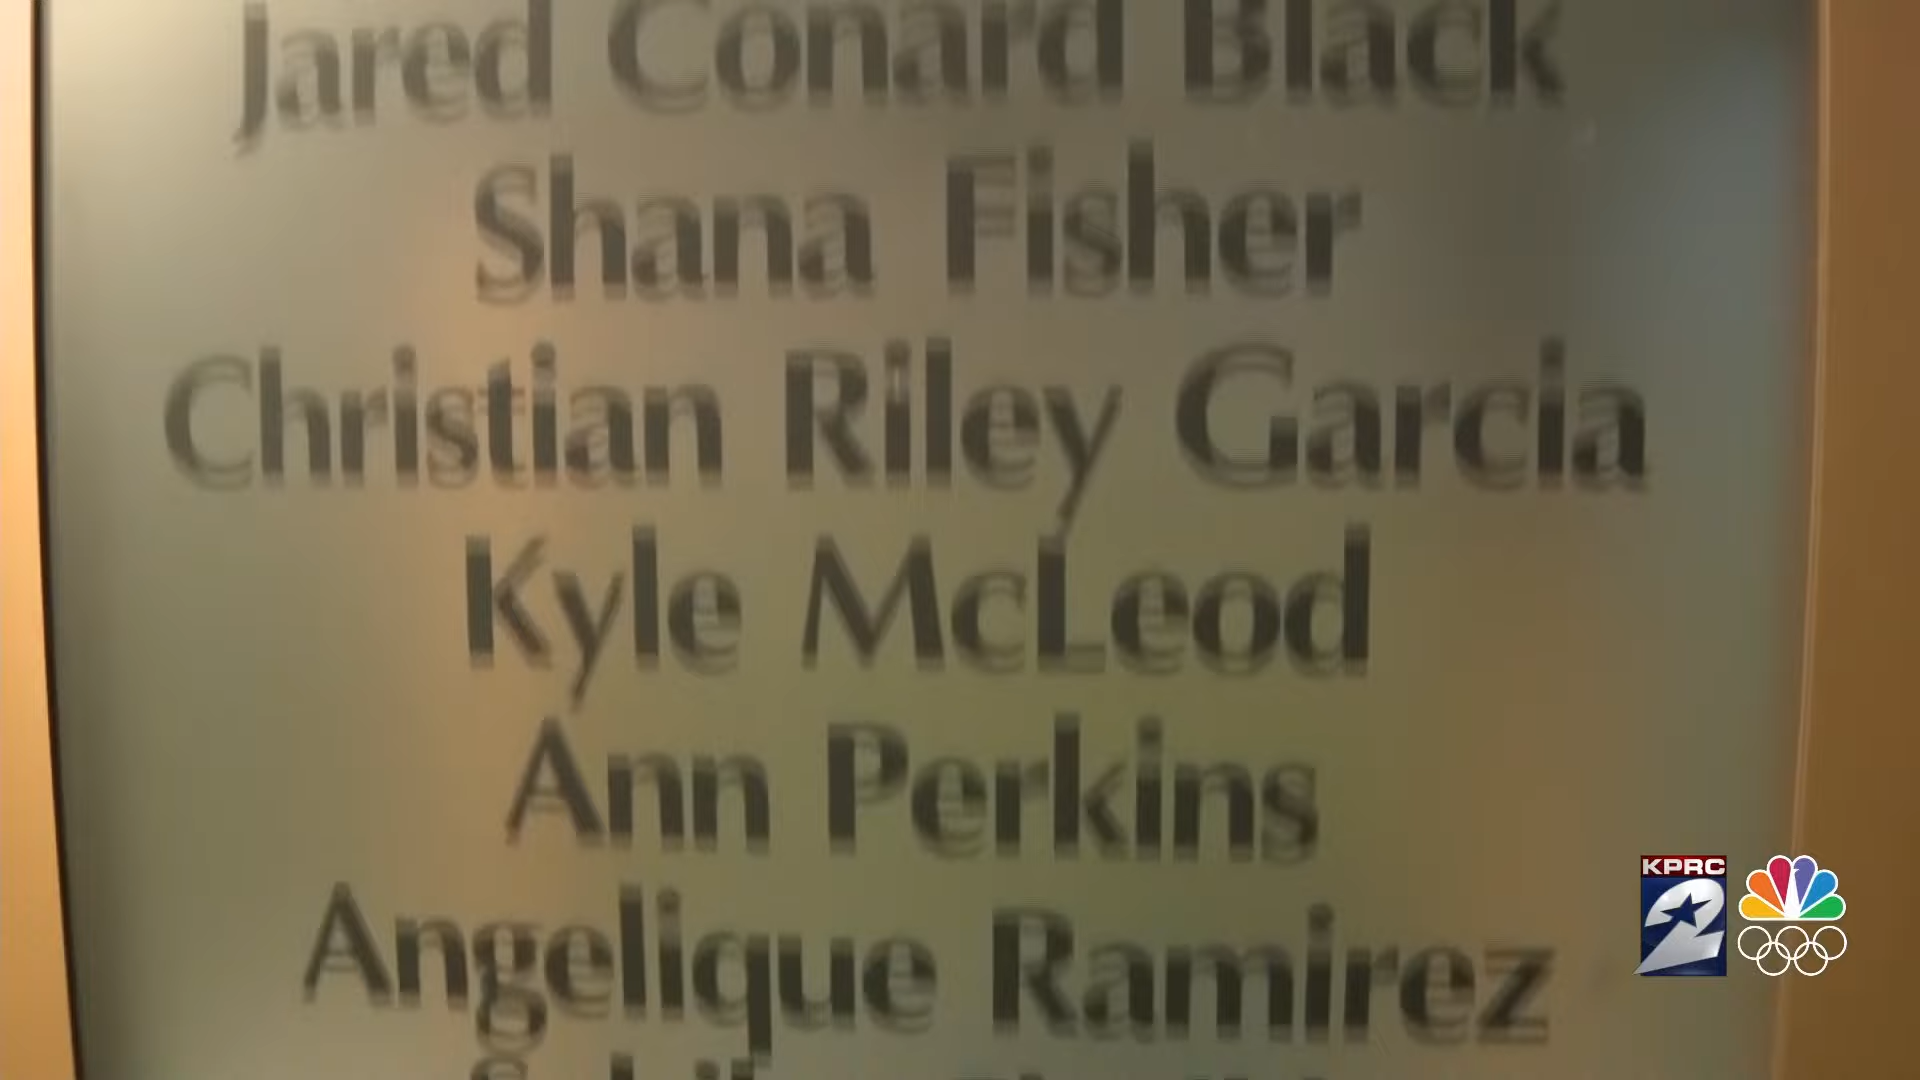 Jared Conard Black
Shana Fisher
Christian Riley Garcia
Kyle McLeod
Ann Perkins
Angelique Ramirez
KPRC
2